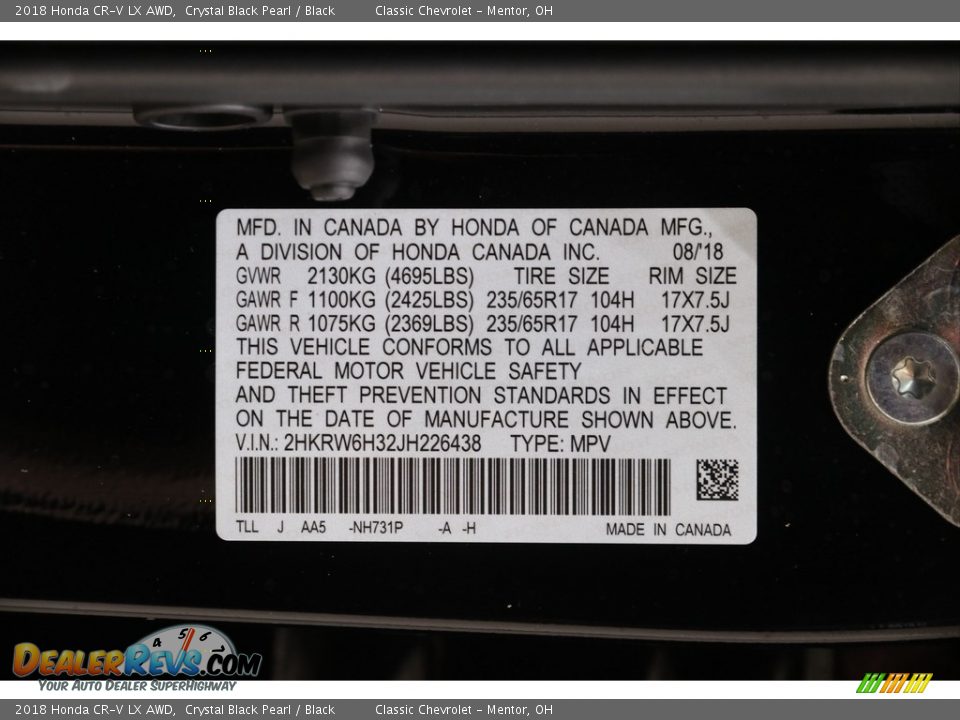 2018 Honda CR-V LX AWD, Crystal Black Pearl / Black Classic Chevrolet - Mentor, OH
MFD. IN CANADA BY HONDA OF CANADA MFG.,
A DIVISION OF HONDA CANADA INC. 08/'18
GVWR 2130KG (4695LBS) TIRE SIZE RIM SIZE
GAWR F 1100KG (2425LBS) 235/65R17 104H 17X7.5J
GAWR R 1075KG (2369LBS) 235/65R17 104H 17X7.5J
THIS VEHICLE CONFORMS TO ALL APPLICABLE
FEDERAL MOTOR VEHICLE SAFETY
AND THEFT PREVENTION STANDARDS IN EFFECT
ON THE DATE OF MANUFACTURE SHOWN ABOVE.
V.I.N.: 2HKRW6H32JH226438 TYPE: MPV
TLL J AA5 -NH731P -A -H MADE IN CANADA
4 5 6 7
DEALERREVS.COM
YOUR AUTO DEALER SUPERHIGHWAY
2018 Honda CR-V LX AWD, Crystal Black Pearl / Black Classic Chevrolet - Mentor, OH